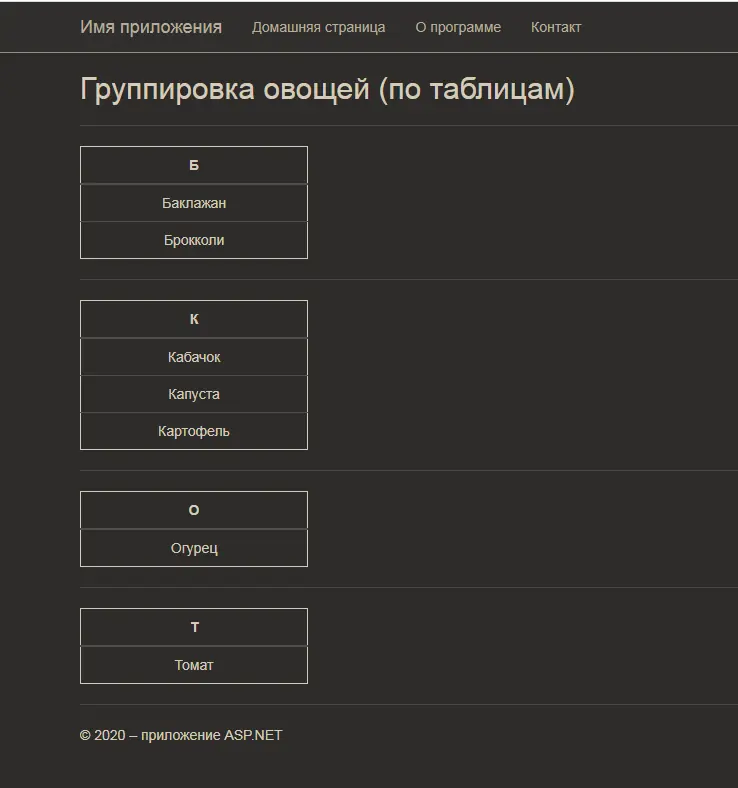 Имя приложения Домашняя страница О программе Контакт
Группировка овощей (по таблицам)
Б
Баклажан
Брокколи
К
Кабачок
Капуста
Картофель
О
Огурец
Т
Томат
© 2020 – приложение ASP.NET